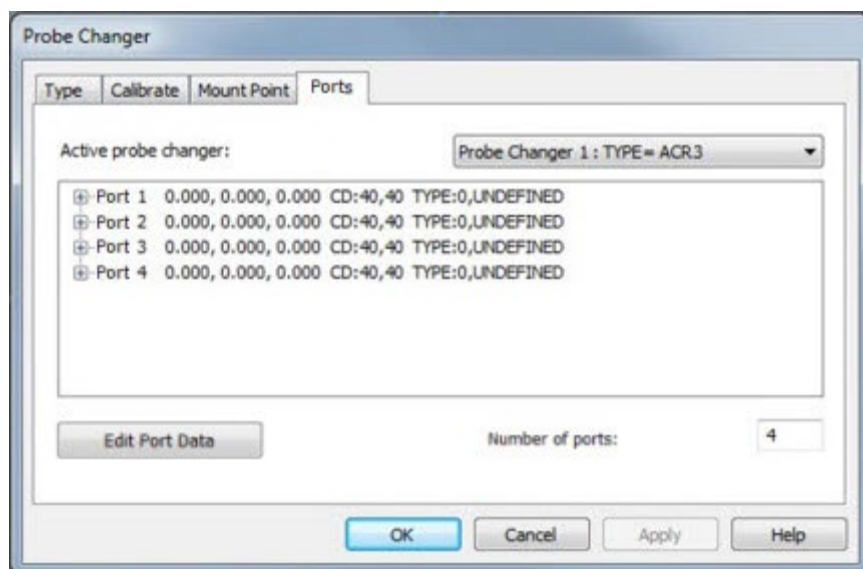 Probe Changer
Type Calibrate Mount Point Ports
Active probe changer: Probe Changer 1 : TYPE= ACR3
Port 1 0.000, 0.000, 0.000 CD:40,40 TYPE:0,UNDEFINED
Port 2 0.000, 0.000, 0.000 CD:40,40 TYPE:0,UNDEFINED
Port 3 0.000, 0.000, 0.000 CD:40,40 TYPE:0,UNDEFINED
Port 4 0.000, 0.000, 0.000 CD:40,40 TYPE:0,UNDEFINED
Edit Port Data Number of ports: 4
OK Cancel Apply Help